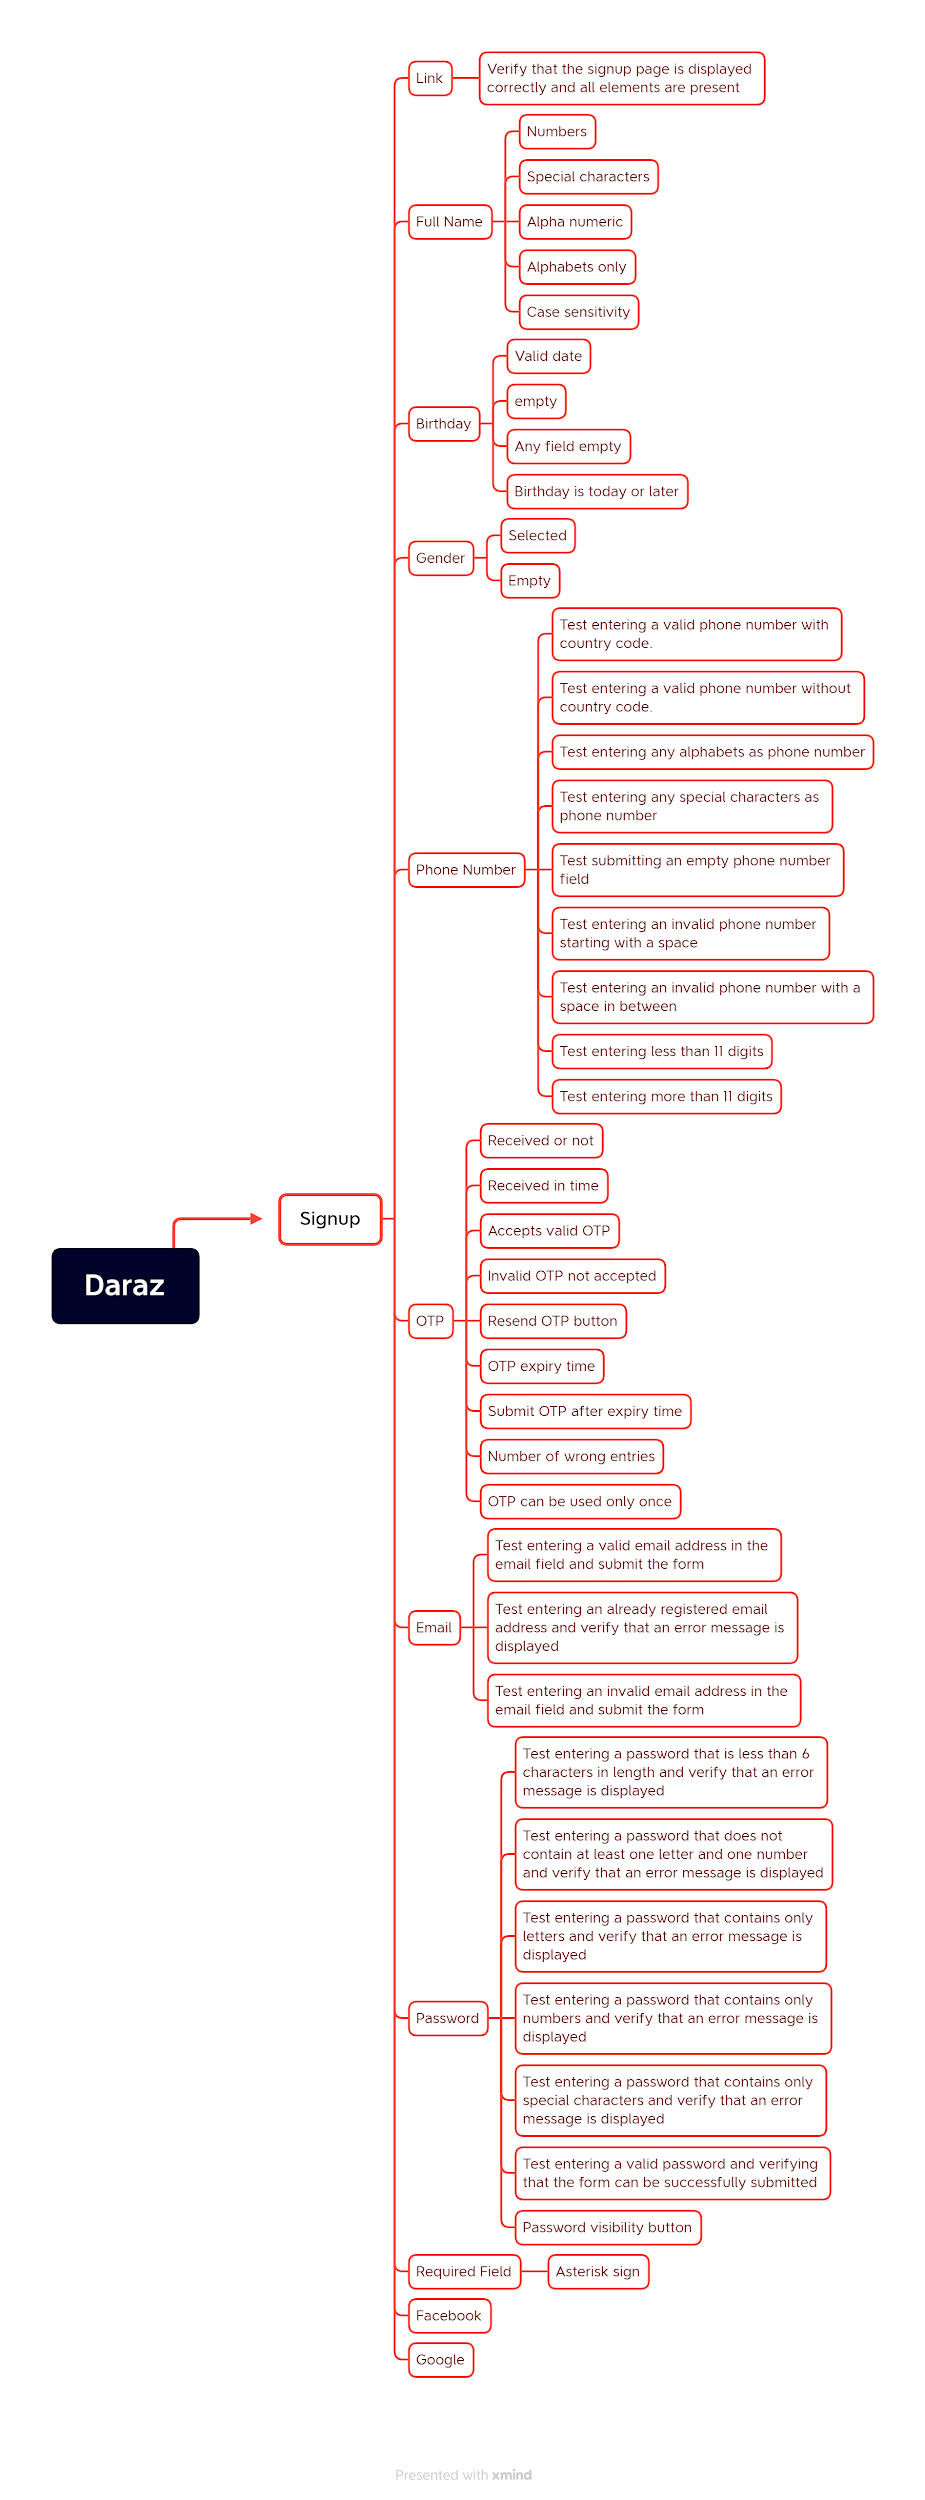 Link
Verify that the signup page is displayed
correctly and all elements are present
Full Name
Numbers
Special characters
Alpha numeric
Alphabets only
Case sensitivity
Birthday
Valid date
empty
Any field empty
Birthday is today or later
Gender
Selected
Empty
Phone Number
Test entering a valid phone number with
country code.
Test entering a valid phone number without
country code.
Test entering any alphabets as phone number
Test entering any special characters as
phone number
Test submitting an empty phone number
field
Test entering an invalid phone number
starting with a space
Test entering an invalid phone number with a
space in between
Test entering less than 11 digits
Test entering more than 11 digits
Daraz
Signup
OTP
Received or not
Received in time
Accepts valid OTP
Invalid OTP not accepted
Resend OTP button
OTP expiry time
Submit OTP after expiry time
Number of wrong entries
OTP can be used only once
Email
Test entering a valid email address in the
email field and submit the form
Test entering an already registered email
address and verify that an error message is
displayed
Test entering an invalid email address in the
email field and submit the form
Password
Test entering a password that is less than 6
characters in length and verify that an error
message is displayed
Test entering a password that does not
contain at least one letter and one number
and verify that an error message is displayed
Test entering a password that contains only
letters and verify that an error message is
displayed
Test entering a password that contains only
numbers and verify that an error message is
displayed
Test entering a password that contains only
special characters and verify that an error
message is displayed
Test entering a valid password and verifying
that the form can be successfully submitted
Password visibility button
Required Field
Asterisk sign
Facebook
Google
Presented with xmind